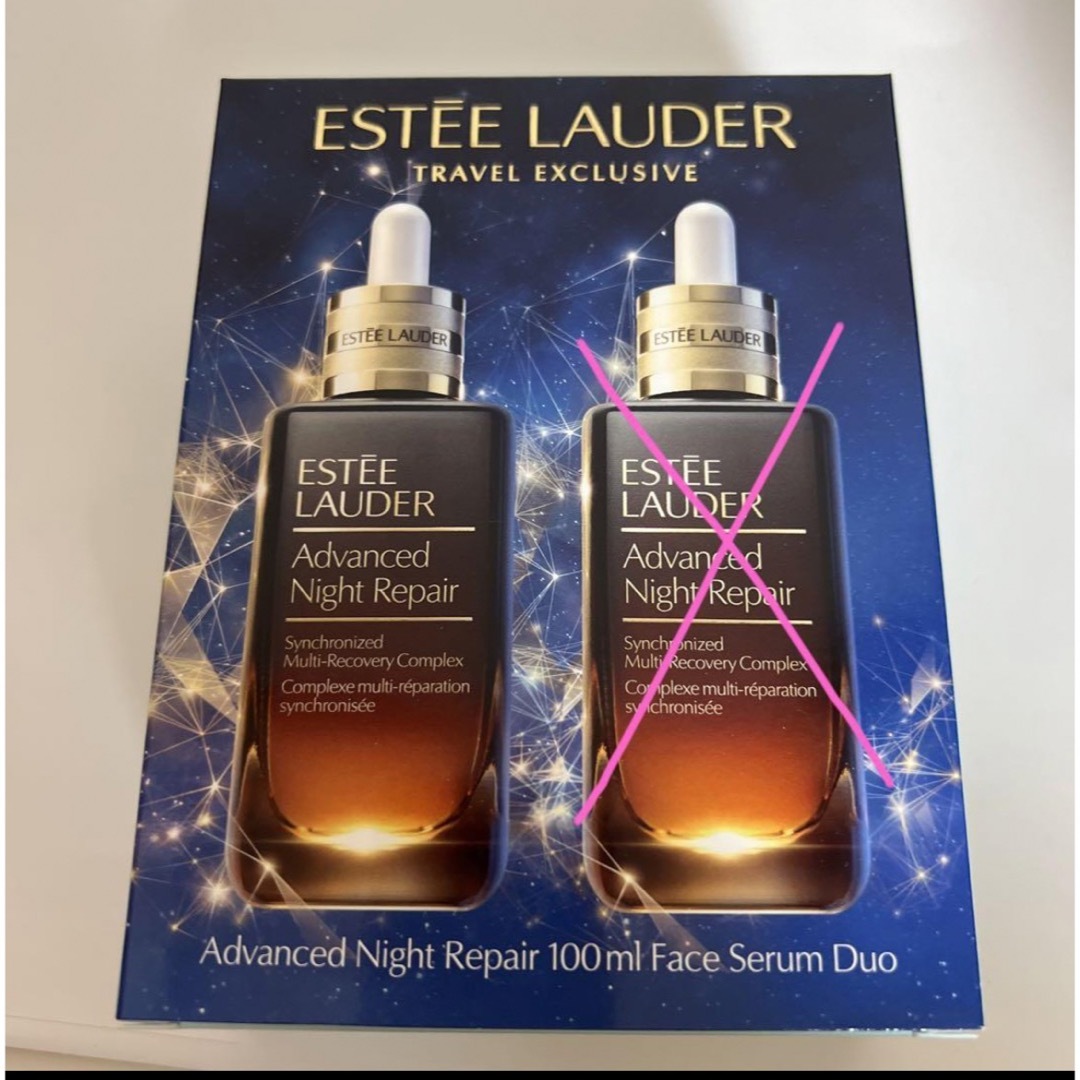 ESTĒE LAUDER
TRAVEL EXCLUSIVE
ESTĒE LAUDER
ESTĒE
LAUDER
Advanced
Night Repair
Synchronized
Multi-Recovery Complex
Complexe multi-réparation
synchronisée
ESTĒE LAUDER
ESTĒE
LAUDER
Advanced
Night Repair
Synchronized
Multi-Recovery Complex
Complexe multi-réparation
synchronisée
Advanced Night Repair 100ml Face Serum Duo